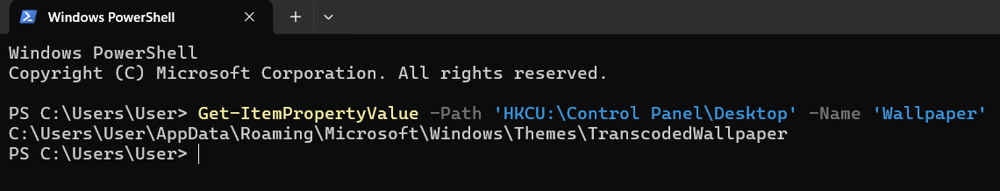 Windows PowerShell
Windows PowerShell
Copyright (C) Microsoft Corporation. All rights reserved.
PS C:\Users\User> Get-ItemPropertyValue -Path 'HKCU:\Control Panel\Desktop' -Name 'Wallpaper'
C:\Users\User\AppData\Roaming\Microsoft\Windows\Themes\TranscodedWallpaper
PS C:\Users\User>